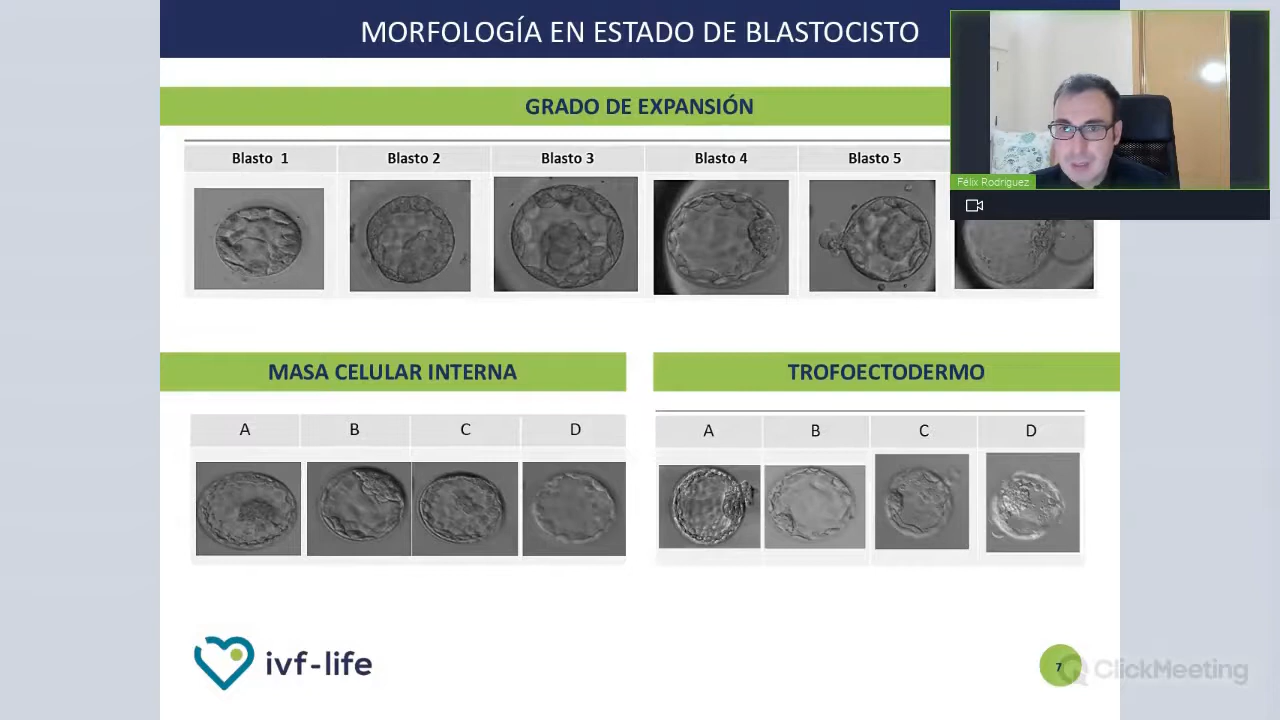 MORFOLOGÍA EN ESTADO DE BLASTOCISTO
GRADO DE EXPANSIÓN
Blasto 1 Blasto 2 Blasto 3 Blasto 4 Blasto 5
Félix Rodríguez
MASA CELULAR INTERNA
A B C D
TROFOECTODERMO
A B C D
ivf-life
7
ClickMeeting